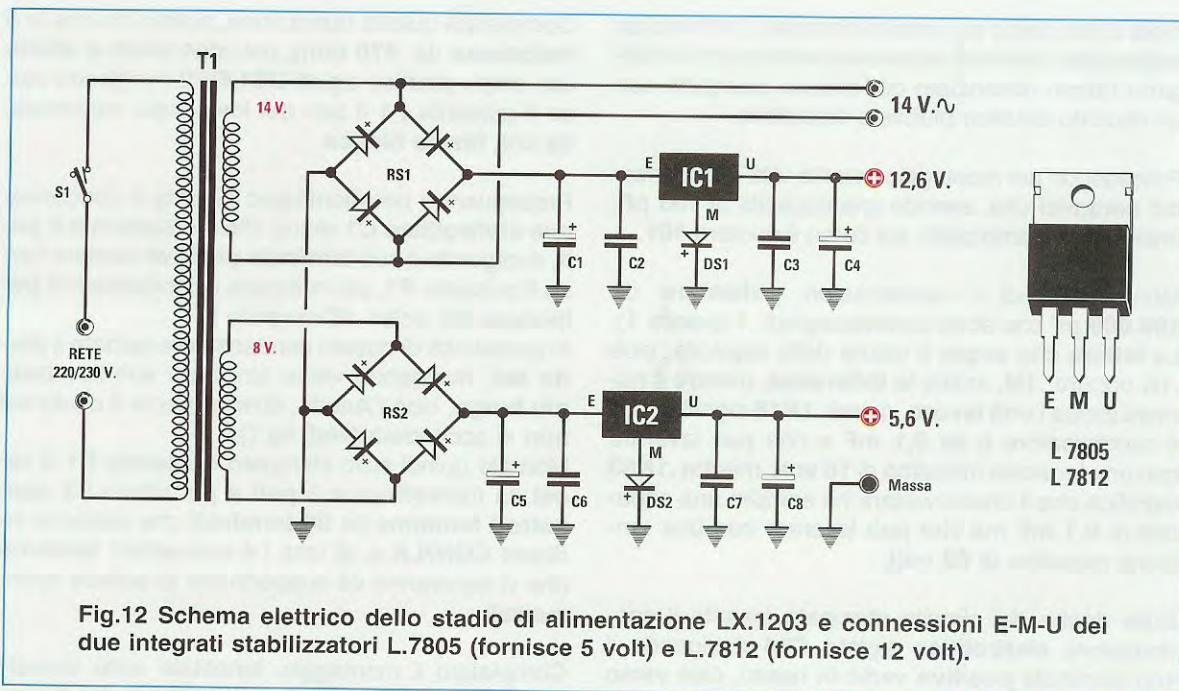 T1
14 V.
S1
RETE
220/230 V.
8 V.
RS1
RS2
14 V.∿
E
IC1
U
M
12,6 V.
C1
C2
DS1
C3
C4
E
IC2
U
M
5,6 V.
C5
C6
DS2
C7
C8
Massa
E M U
L 7805
L 7812
Fig.12 Schema elettrico dello stadio di alimentazione LX.1203 e connessioni E-M-U dei
due integrati stabilizzatori L.7805 (fornisce 5 volt) e L.7812 (fornisce 12 volt).